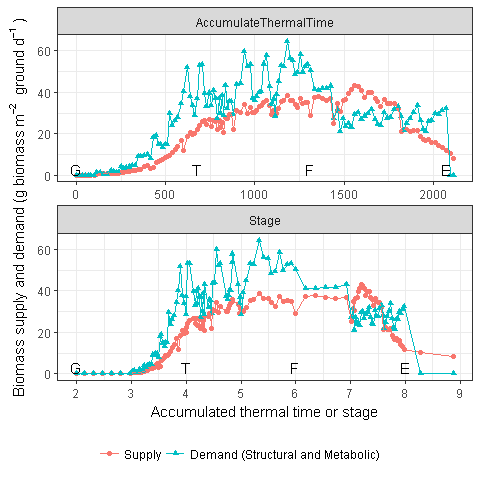 AccumulateThermalTime
60
40
20
0
G T F E
0 500 1000 1500 2000
Stage
60
40
20
0
G T F E
2 3 4 5 6 7 8 9
Accumulated thermal time or stage
Biomass supply and demand (g biomass m⁻² ground d⁻¹ )
Supply Demand (Structural and Metabolic)